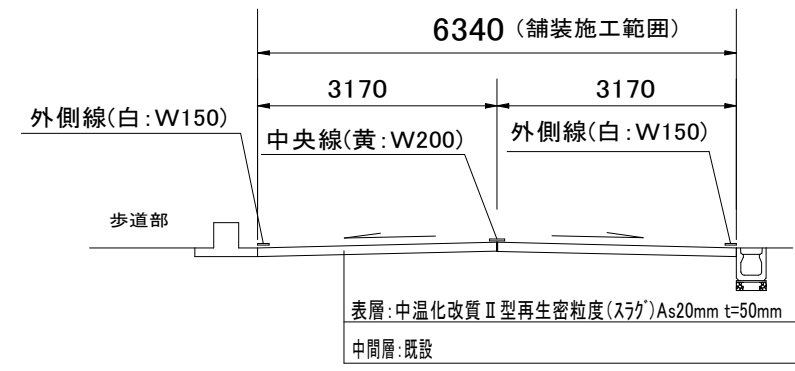 6340 (舗装施工範囲)
3170
3170
外側線(白:W150)
中央線(黄:W200)
外側線(白:W150)
歩道部
表層:中温化改質Ⅱ型再生密粒度(ｽﾗｸﾞ)As20mm t=50mm
中間層:既設